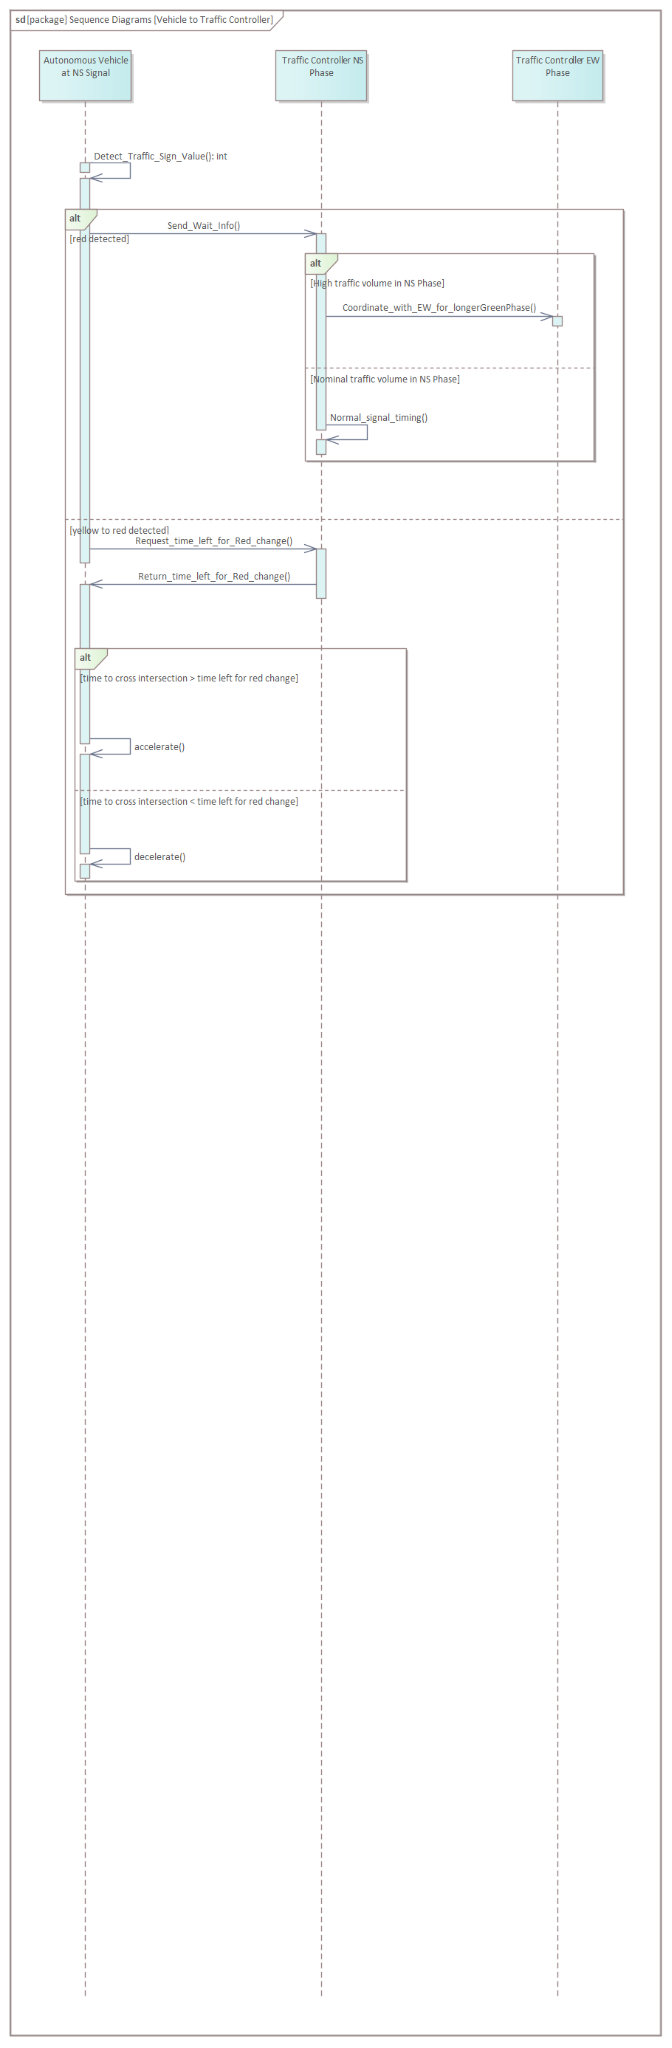 sd [package] Sequence Diagrams [Vehicle to Traffic Controller]
Autonomous Vehicle
at NS Signal
Traffic Controller NS
Phase
Traffic Controller EW
Phase
Detect_Traffic_Sign_Value(): int
alt
[red detected]
Send_Wait_Info()
alt
[High traffic volume in NS Phase]
Coordinate_with_EW_for_longerGreenPhase()
[Nominal traffic volume in NS Phase]
Normal_signal_timing()
[yellow to red detected]
Request_time_left_for_Red_change()
Return_time_left_for_Red_change()
alt
[time to cross intersection > time left for red change]
accelerate()
[time to cross intersection < time left for red change]
decelerate()